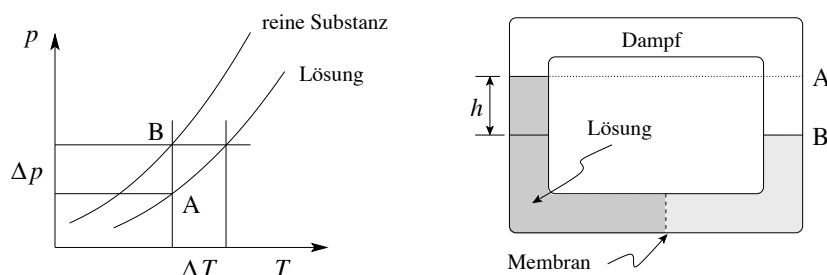 p
reine Substanz
Lösung
B
Δp
A
ΔT
T
Dampf
A
h
Lösung
B
Membran